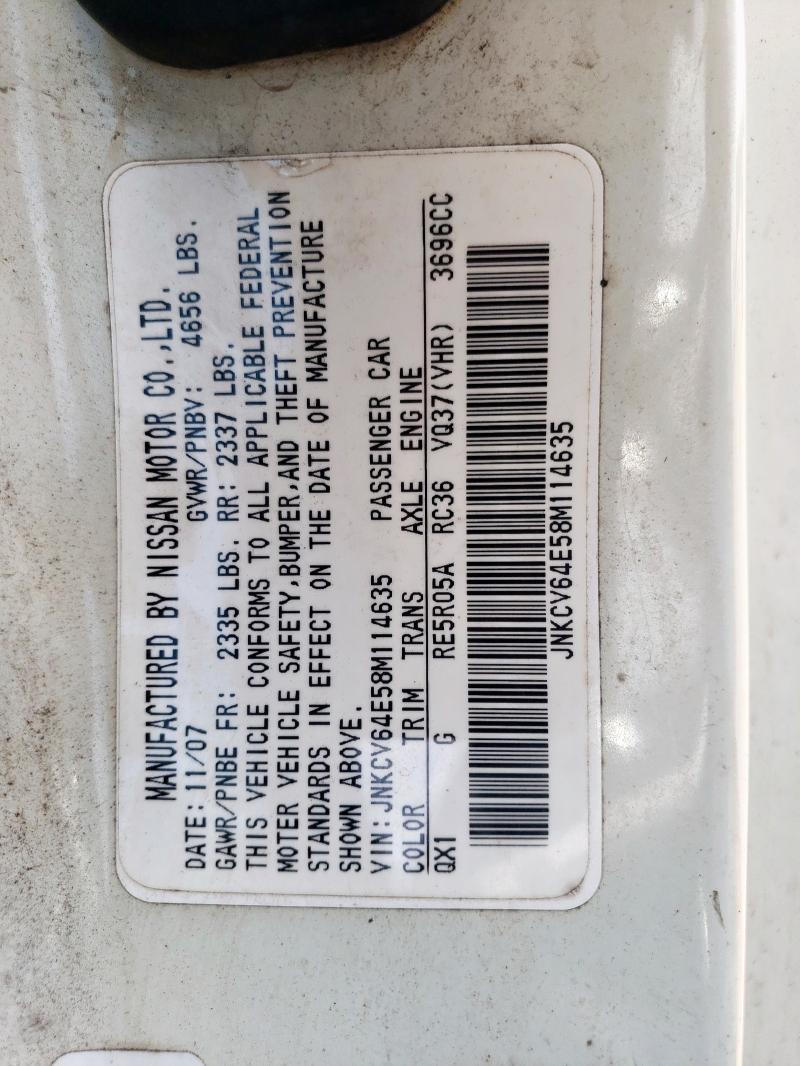 MANUFACTURED BY NISSAN MOTOR CO.,LTD.
DATE: 11/07 GVWR/PNBV: 4656 LBS.
GAWR/PNBE FR: 2335 LBS. RR: 2337 LBS.
THIS VEHICLE CONFORMS TO ALL APPLICABLE FEDERAL
MOTER VEHICLE SAFETY,BUMPER,AND THEFT PREVENTION
STANDARDS IN EFFECT ON THE DATE OF MANUFACTURE
SHOWN ABOVE.
VIN:JNKCV64E58M114635 PASSENGER CAR
COLOR TRIM TRANS AXLE ENGINE
QX1 G RE5R05A RC36 VQ37(VHR) 3696CC
JNKCV64E58M114635